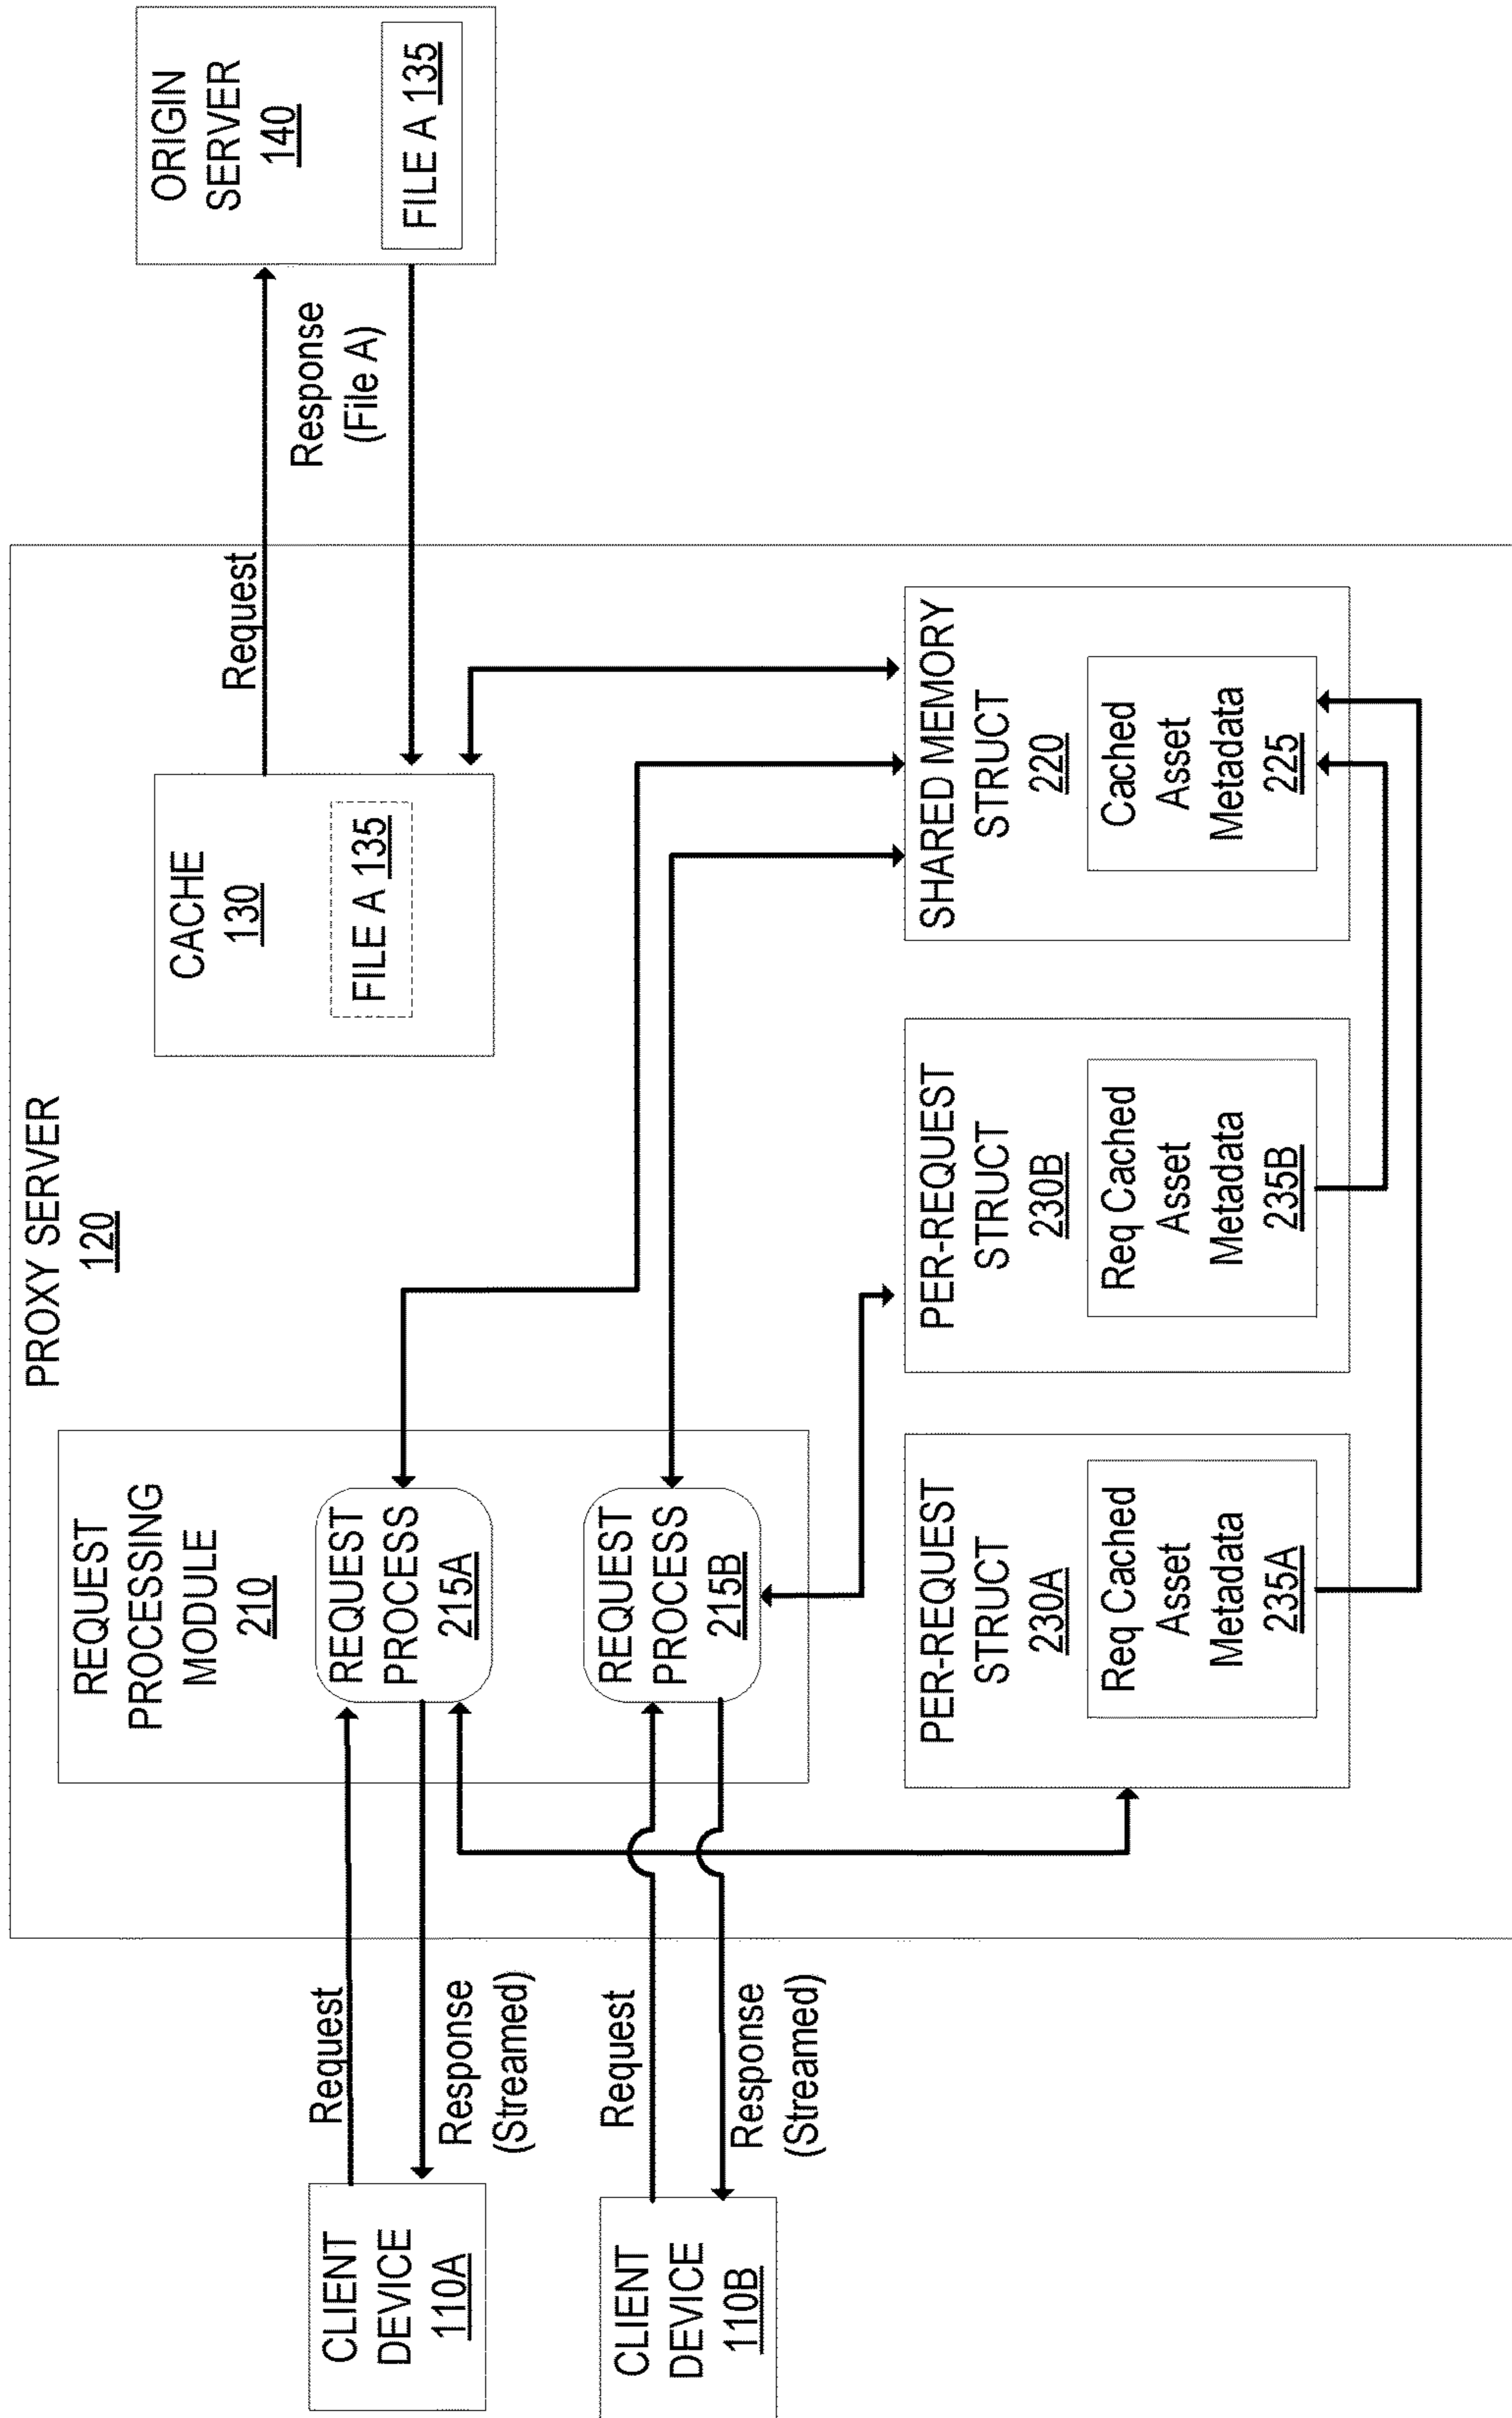 PROXY SERVER
120
CLIENT
DEVICE
110A
Request
Response
(Streamed)
CLIENT
DEVICE
110B
Request
Response
(Streamed)
REQUEST
PROCESSING
MODULE
210
REQUEST
PROCESS
215A
REQUEST
PROCESS
215B
PER-REQUEST
STRUCT
230A
Req Cached
Asset
Metadata
235A
PER-REQUEST
STRUCT
230B
Req Cached
Asset
Metadata
235B
CACHE
130
FILE A 135
SHARED MEMORY
STRUCT
220
Cached
Asset
Metadata
225
Request
Response
(File A)
ORIGIN
SERVER
140
FILE A 135